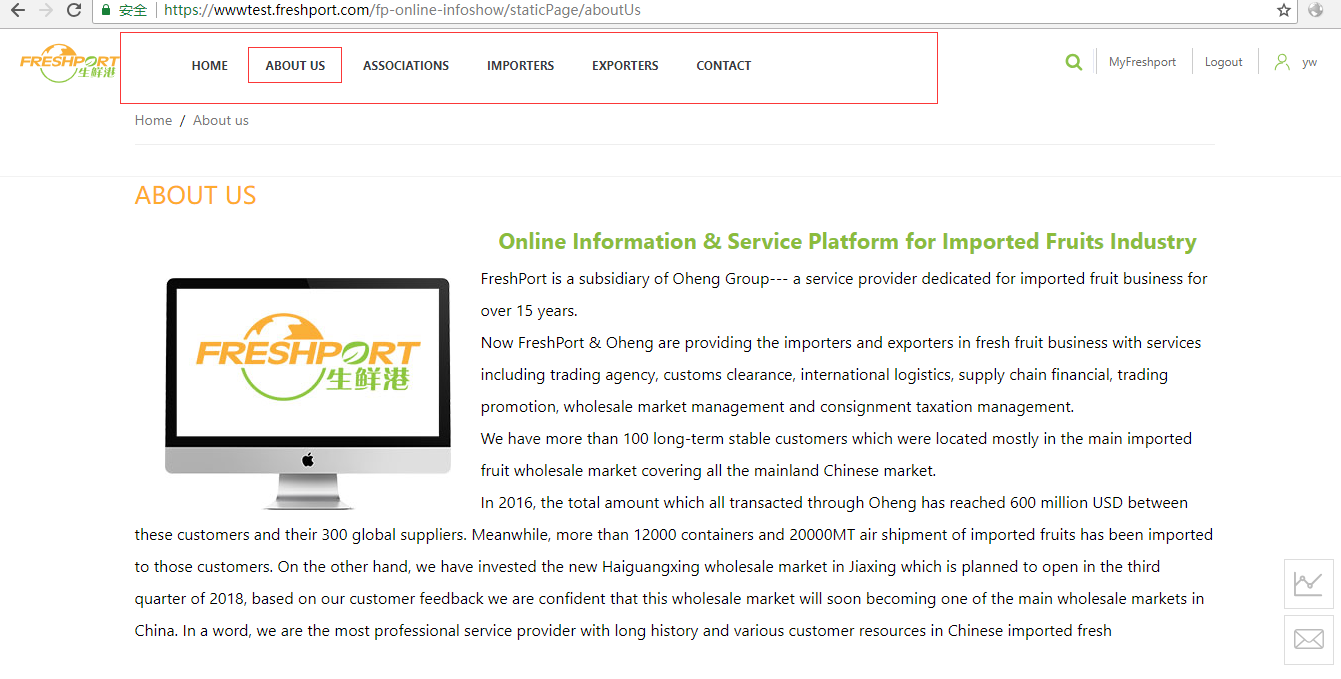 安全 https://wwwtest.freshport.com/fp-online-infoshow/staticPage/aboutUs
FRESHPORT
生鲜港
HOME ABOUT US ASSOCIATIONS IMPORTERS EXPORTERS CONTACT
MyFreshport Logout yw
Home / About us
ABOUT US
Online Information & Service Platform for Imported Fruits Industry
FRESHPORT
生鲜港
FreshPort is a subsidiary of Oheng Group--- a service provider dedicated for imported fruit business for
over 15 years.
Now FreshPort & Oheng are providing the importers and exporters in fresh fruit business with services
including trading agency, customs clearance, international logistics, supply chain financial, trading
promotion, wholesale market management and consignment taxation management.
We have more than 100 long-term stable customers which were located mostly in the main imported
fruit wholesale market covering all the mainland Chinese market.
In 2016, the total amount which all transacted through Oheng has reached 600 million USD between
these customers and their 300 global suppliers. Meanwhile, more than 12000 containers and 20000MT air shipment of imported fruits has been imported
to those customers. On the other hand, we have invested the new Haiguangxing wholesale market in Jiaxing which is planned to open in the third
quarter of 2018, based on our customer feedback we are confident that this wholesale market will soon becoming one of the main wholesale markets in
China. In a word, we are the most professional service provider with long history and various customer resources in Chinese imported fresh